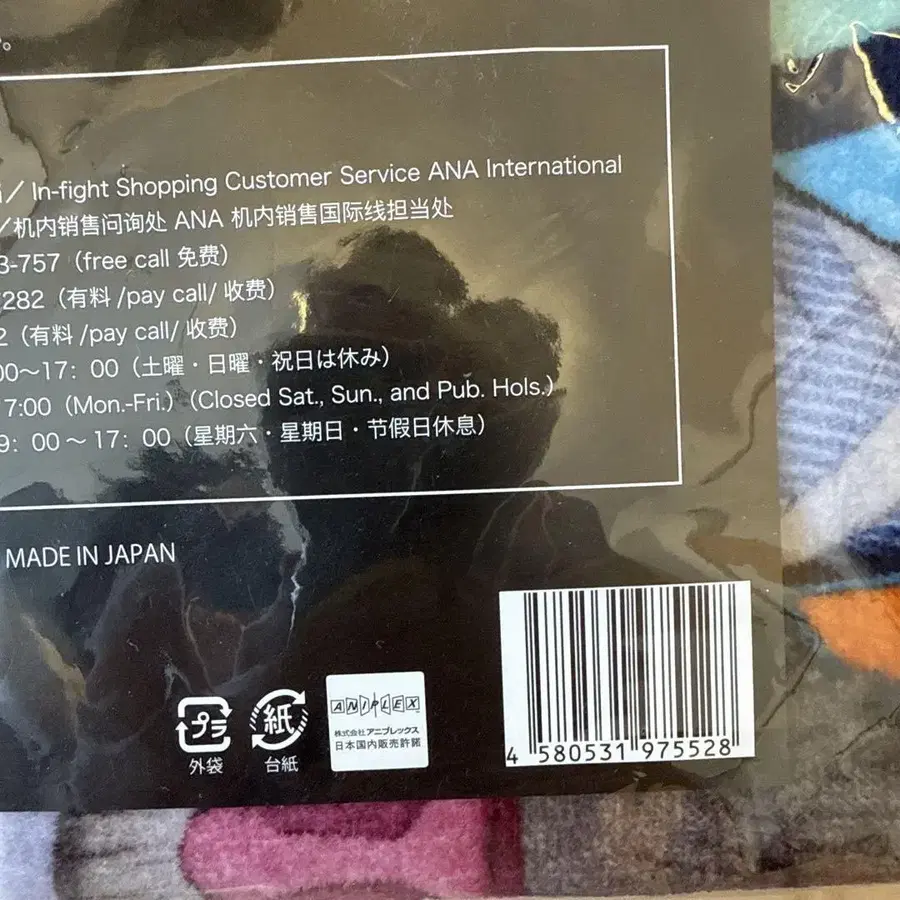 。
/ In-fight Shopping Customer Service ANA International
/机内销售问询处 ANA 机内销售国际线担当处
3-757（free call 免费）
282（有料 /pay call/ 收费）
2（有料 /pay call/ 收费）
00～17：00（土曜・日曜・祝日は休み）
7:00（Mon.-Fri.）（Closed Sat., Sun., and Pub. Hols.）
9：00～17：00（星期六・星期日・节假日休息）
MADE IN JAPAN
プラ
外袋
紙
台紙
ANIPLEX
株式会社アニプレックス
日本国内販売許諾
4 580531 975528